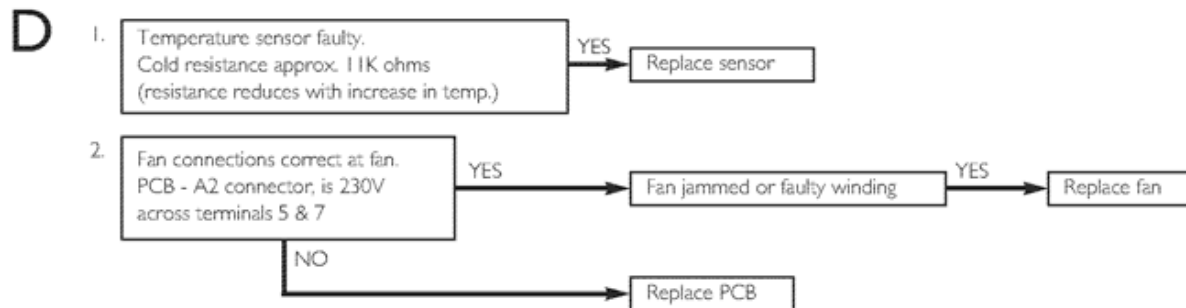 D
1.
Temperature sensor faulty.
Cold resistance approx. 11K ohms
(resistance reduces with increase in temp.)
YES
Replace sensor
2.
Fan connections correct at fan.
PCB - A2 connector, is 230V
across terminals 5 & 7
YES
Fan jammed or faulty winding
YES
Replace fan
NO
Replace PCB